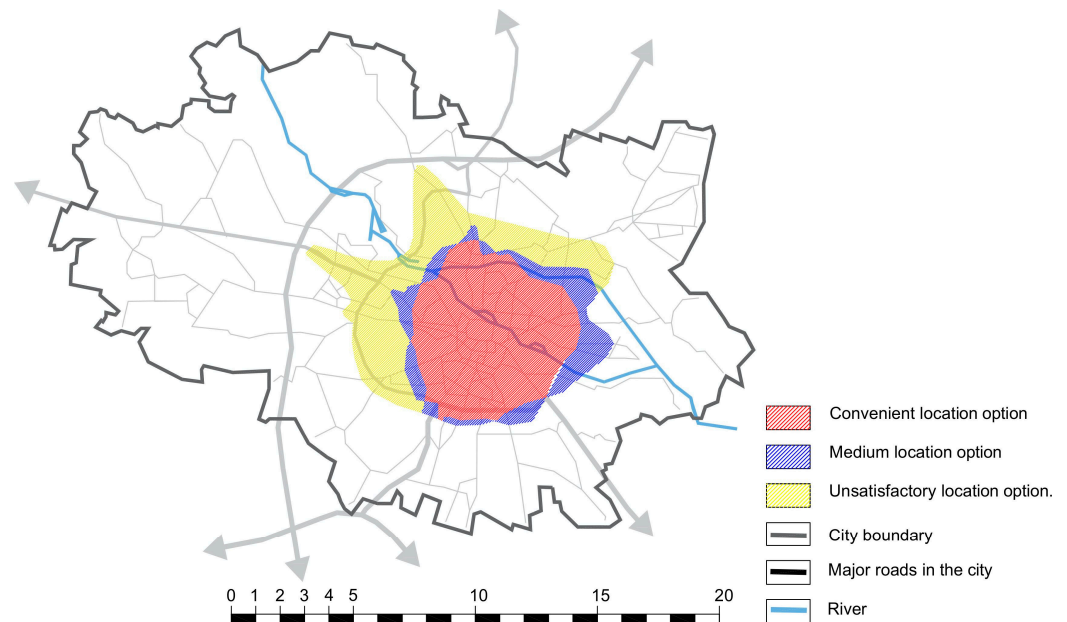 Convenient location option
Medium location option
Unsatisfactory location option.
City boundary
Major roads in the city
River
0 1 2 3 4 5 10 15 20